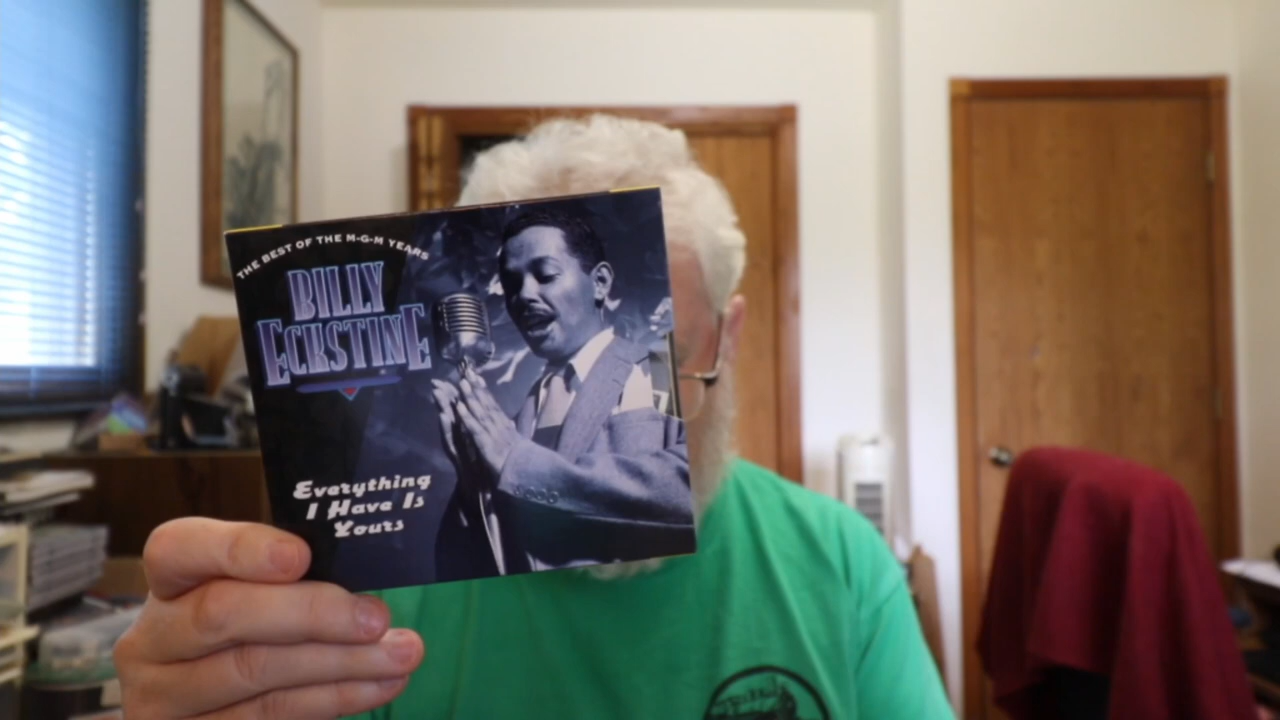 THE BEST OF THE M-G-M YEARS
BILLY
ECKSTINE
Everything
I Have Is
Yours